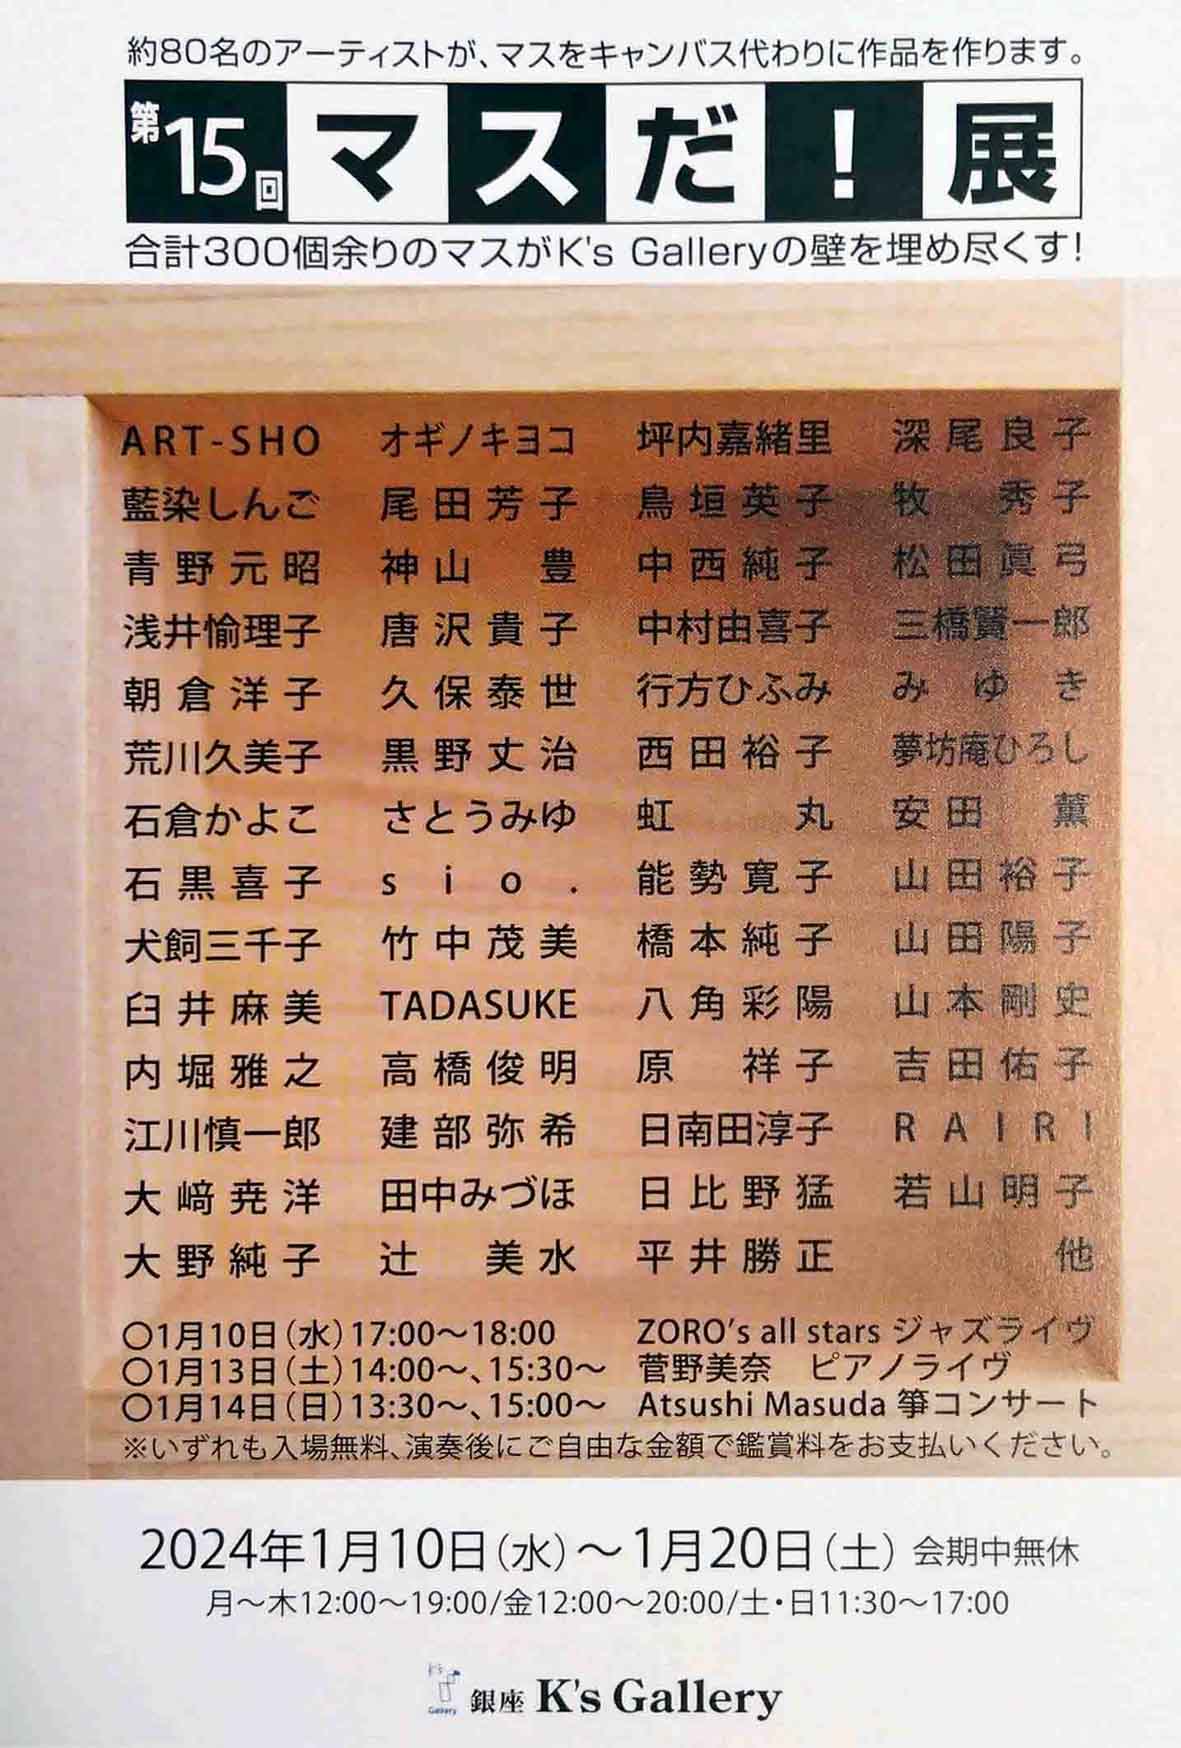 約80名のアーティストが、マスをキャンバス代わりに作品を作ります。
第15回マスだ!展
合計300個余りのマスがK's Galleryの壁を埋め尽くす!
ART-SHO オギノキヨコ 坪内嘉緒里 深尾良子
藍染しんご 尾田芳子 鳥垣英子 牧 秀子
青野元昭 神山 豊 中西純子 松田眞弓
浅井愉理子 唐沢貴子 中村由喜子 三橋賢一郎
朝倉洋子 久保泰世 行方ひふみ みゆき
荒川久美子 黒野丈治 西田裕子 夢坊庵ひろし
石倉かよこ さとうみゆ 虹丸 安田 薫
石黒喜子 sio. 能勢寛子 山田裕子
犬飼三千子 竹中茂美 橋本純子 山田陽子
臼井麻美 TADASUKE 八角彩陽 山本剛史
内堀雅之 高橋俊明 原 祥子 吉田佑子
江川慎一郎 建部弥希 日南田淳子 RAIRI
大﨑尭洋 田中みづほ 日比野猛 若山明子
大野純子 辻 美水 平井勝正 他
○1月10日(水)17:00〜18:00 ZORO's all stars ジャズライヴ
○1月13日(土)14:00〜、15:30〜 菅野美奈 ピアノライヴ
○1月14日(日)13:30〜、15:00〜 Atsushi Masuda 箏コンサート
※いずれも入場無料、演奏後にご自由な金額で鑑賞料をお支払いください。
2024年1月10日(水)〜1月20日(土) 会期中無休
月〜木12:00〜19:00/金12:00〜20:00/土・日11:30〜17:00
K's Gallery 銀座 K's Gallery